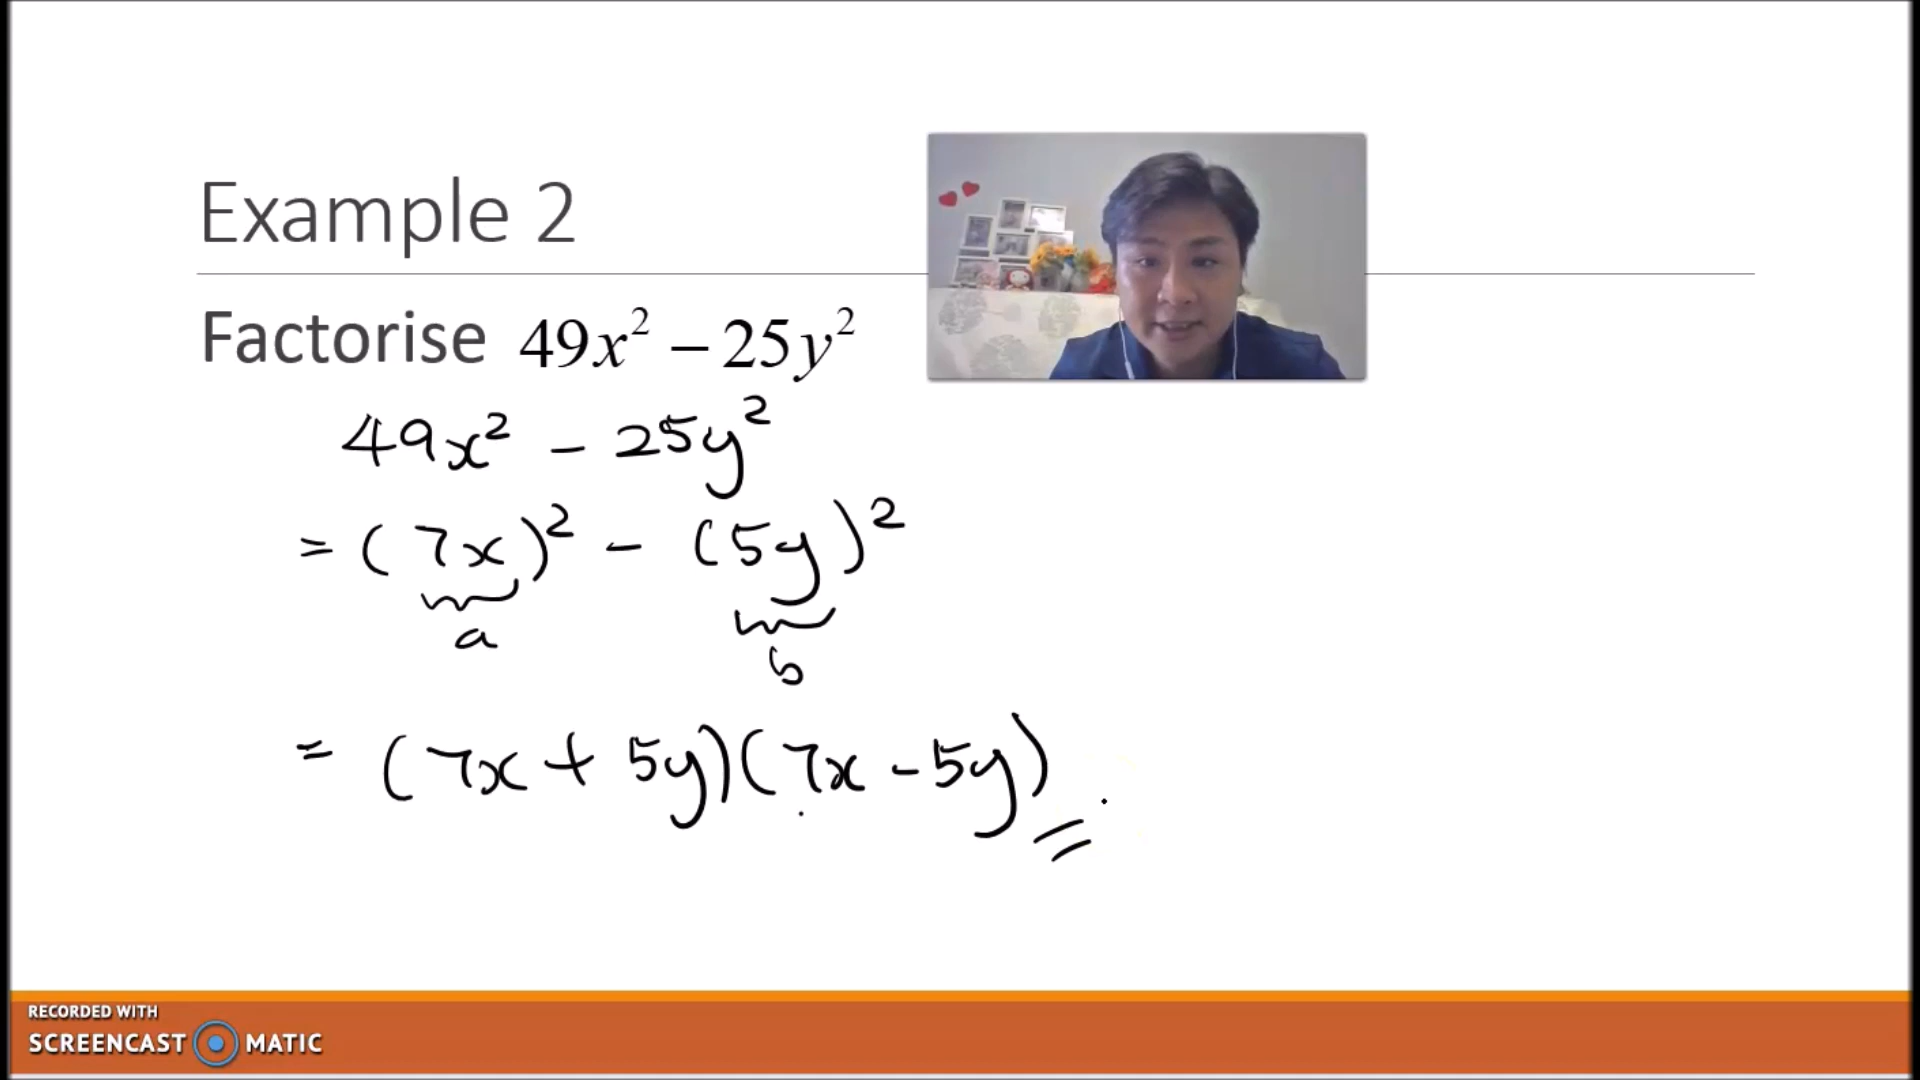 Example 2
Factorise 49x² – 25y²
49x² – 25y²
= (7x)² – (5y)²
a b
= (7x + 5y)(7x – 5y)
RECORDED WITH
SCREENCAST MATIC